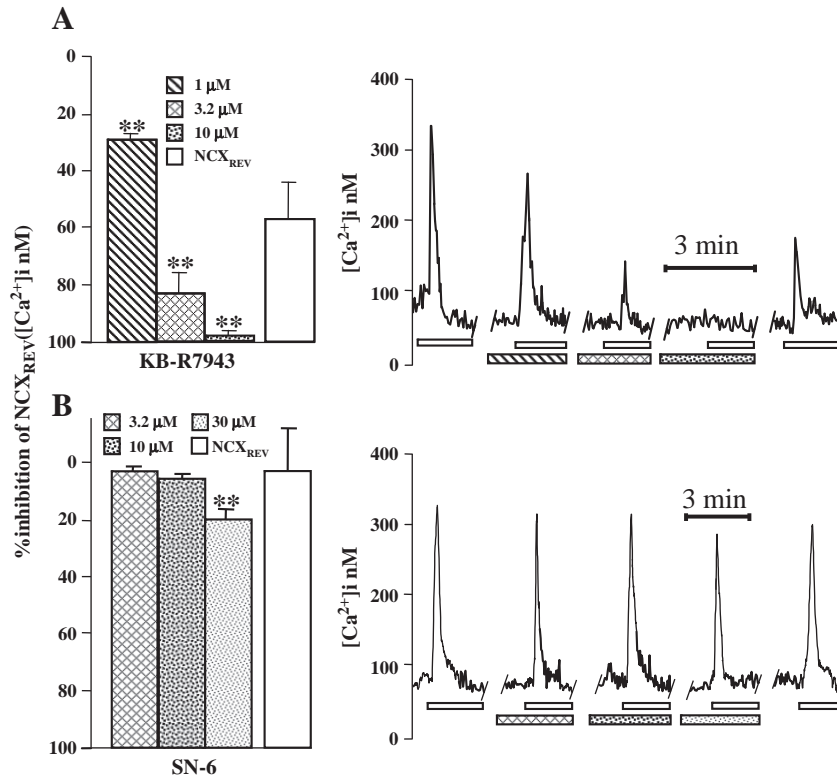 A
%inhibition of NCXREV([Ca2+]i nM)
0
20
40
60
80
100
1 μM
3.2 μM
10 μM
NCXREV
**
**
**
KB-R7943
[Ca2+]i nM
400
300
200
100
0
3 min
B
0
20
40
60
80
100
3.2 μM
30 μM
10 μM
NCXREV
**
SN-6
[Ca2+]i nM
400
300
200
100
0
3 min